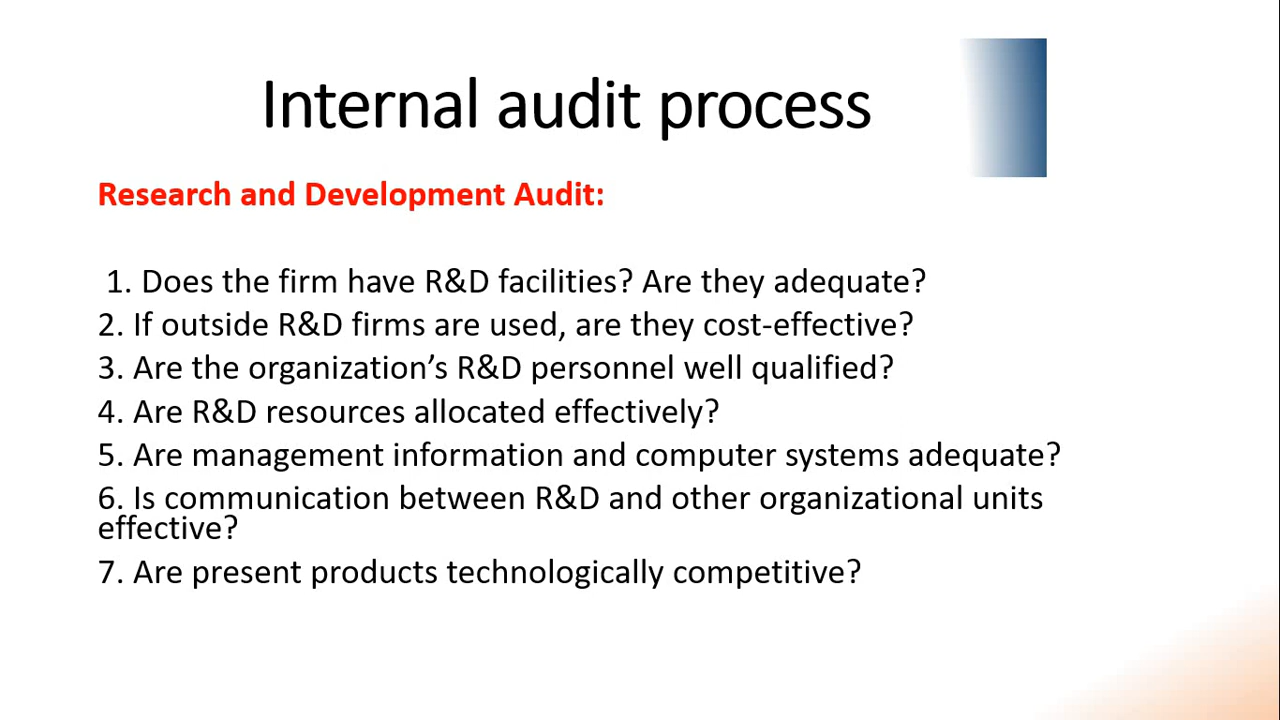 Internal audit process
Research and Development Audit:
1. Does the firm have R&D facilities? Are they adequate?
2. If outside R&D firms are used, are they cost-effective?
3. Are the organization’s R&D personnel well qualified?
4. Are R&D resources allocated effectively?
5. Are management information and computer systems adequate?
6. Is communication between R&D and other organizational units
effective?
7. Are present products technologically competitive?